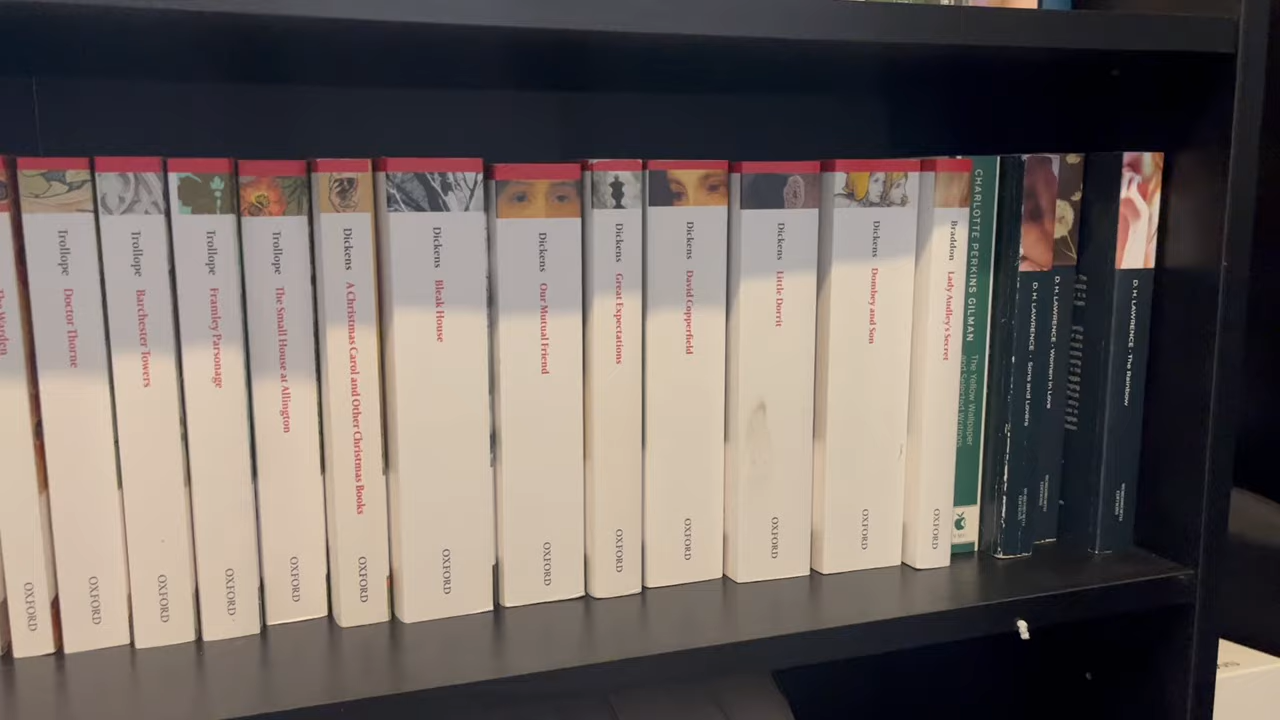 The Warden OXFORD
Trollope Doctor Thorne OXFORD
Trollope Barchester Towers OXFORD
Trollope Framley Parsonage OXFORD
Trollope The Small House at Allington OXFORD
Dickens A Christmas Carol and Other Christmas Books OXFORD
Dickens Bleak House OXFORD
Dickens Our Mutual Friend OXFORD
Dickens Great Expectations OXFORD
Dickens David Copperfield OXFORD
Dickens Little Dorrit OXFORD
Dickens Dombey and Son OXFORD
Braddon Lady Audley's Secret OXFORD
CHARLOTTE PERKINS GILMAN The Yellow Wallpaper
and Selected Writings
D. H. LAWRENCE · Sons and Lovers
D. H. LAWRENCE · Women in Love
D. H. LAWRENCE · The Rainbow